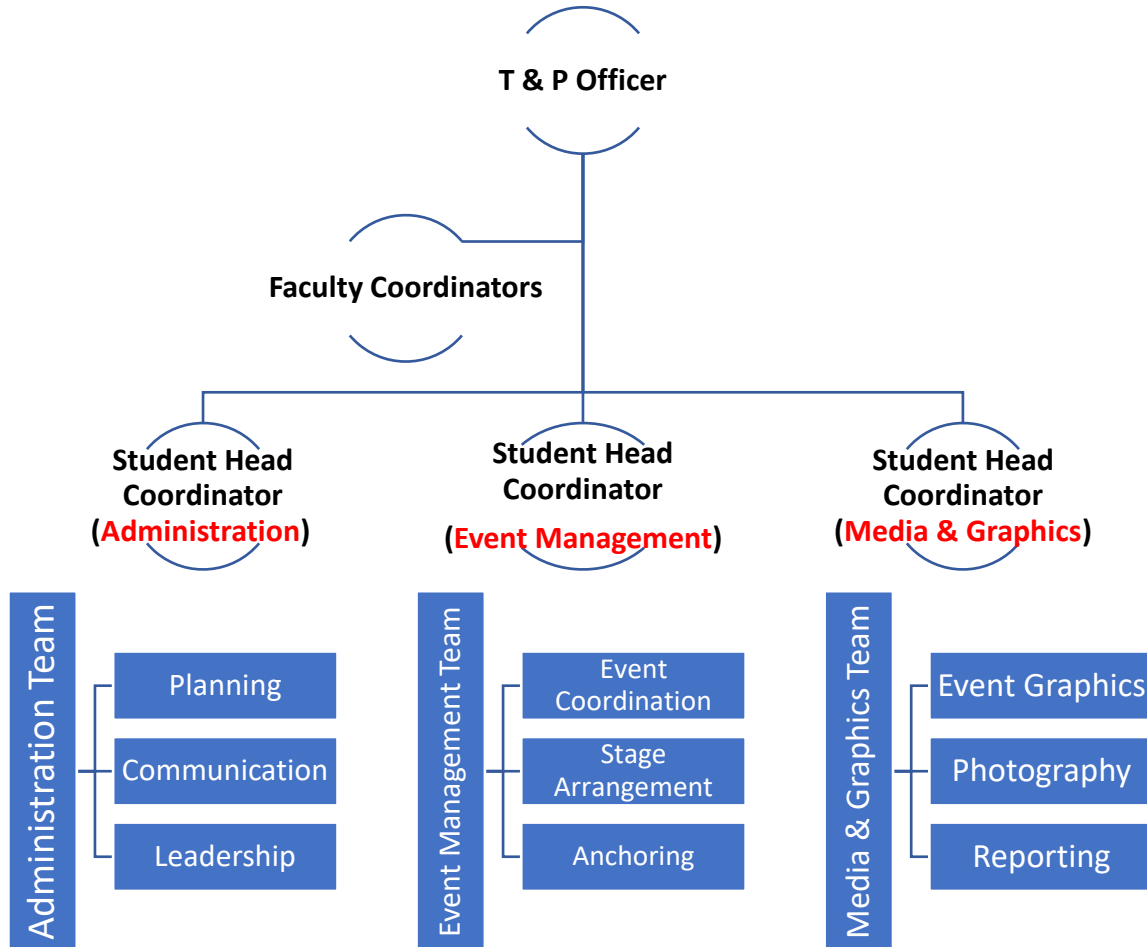 T & P Officer
Faculty Coordinators
Student Head
Coordinator
(Administration)
Student Head
Coordinator
(Event Management)
Student Head
Coordinator
(Media & Graphics)
Administration Team
Planning
Communication
Leadership
Event Management Team
Event
Coordination
Stage
Arrangement
Anchoring
Media & Graphics Team
Event Graphics
Photography
Reporting